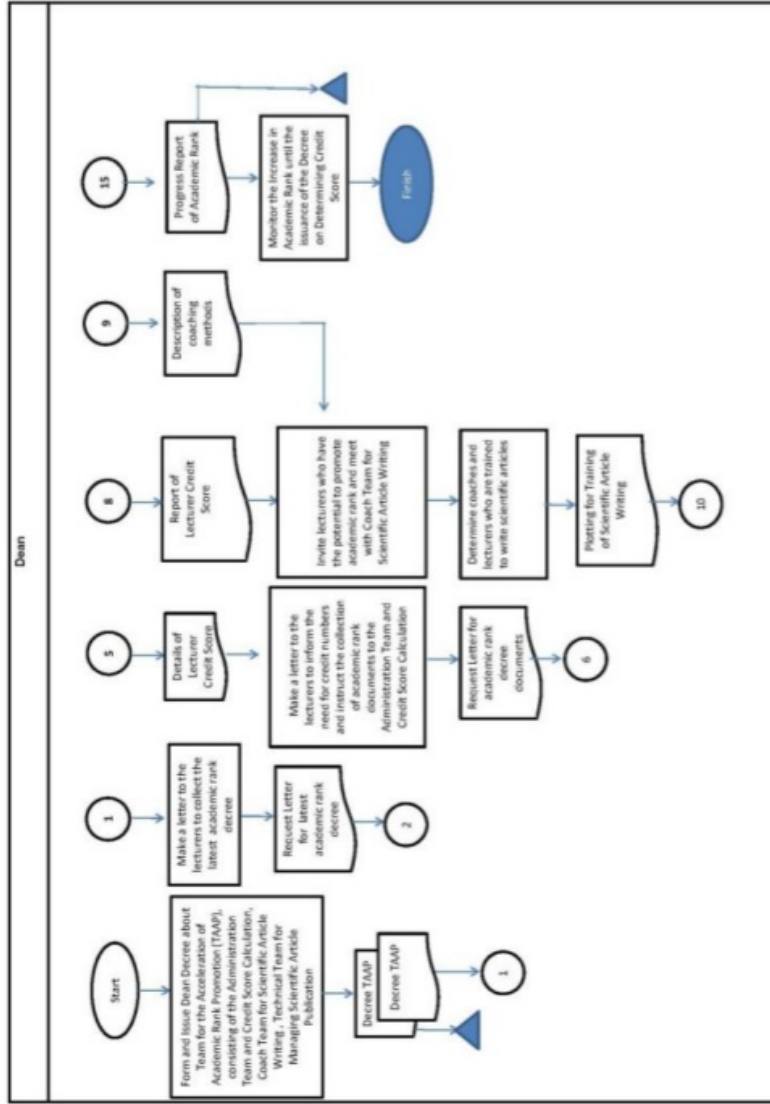 Dean
Start
Form and Issue Dean Decree about
Team for the Acceleration of
Academic Rank Promotion (TAAP),
consisting of the Administration
Team and Credit Score Calculation,
Coach Team for Scientific Article
Writing , Technical Team for
Managing Scientific Article
Publication
Decree TAAP
Decree TAAP
1
1
Make a letter to the
lecturers to collect the
latest academic rank
decree
Request Letter
for latest
academic rank
decree
2
5
Details of
Lecturer
Credit Score
Make a letter to the
lecturers to inform the
need for credit numbers
and instruct the collection
of academic rank
documents to the
Administration Team and
Credit Score Calculation
Request Letter for
academic rank
decree
documents
6
8
Report of
Lecturer Credit
Score
Invite lecturers who have
the potential to promote
academic rank and meet
with Coach Team for
Scientific Article Writing
Determine coaches and
lecturers who are trained
to write scientific articles
Plotting for Training
of Scientific Article
Writing
10
9
Description of
coaching
methods
15
Progress Report
of Academic Rank
Monitor the Increase in
Academic Rank until the
issuance of the Decree
on Determining Credit
Score
Finish